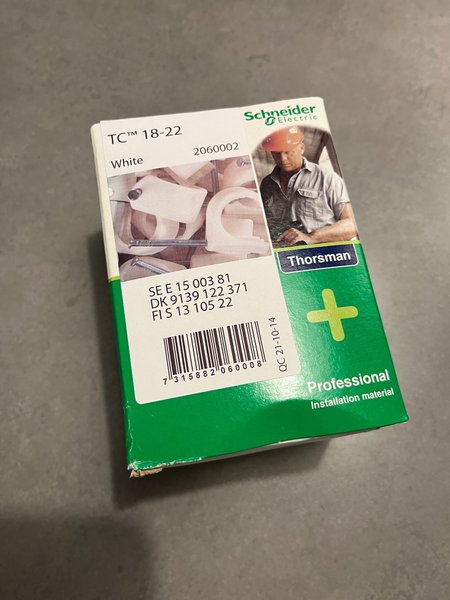 TC™ 18-22
White 2060002
Schneider
Electric
Thorsman
SE E 15 003 81
DK 9139 122 371
FI S 13 105 22
7 315882 060008
QC 21-10-14
Professional
Installation material